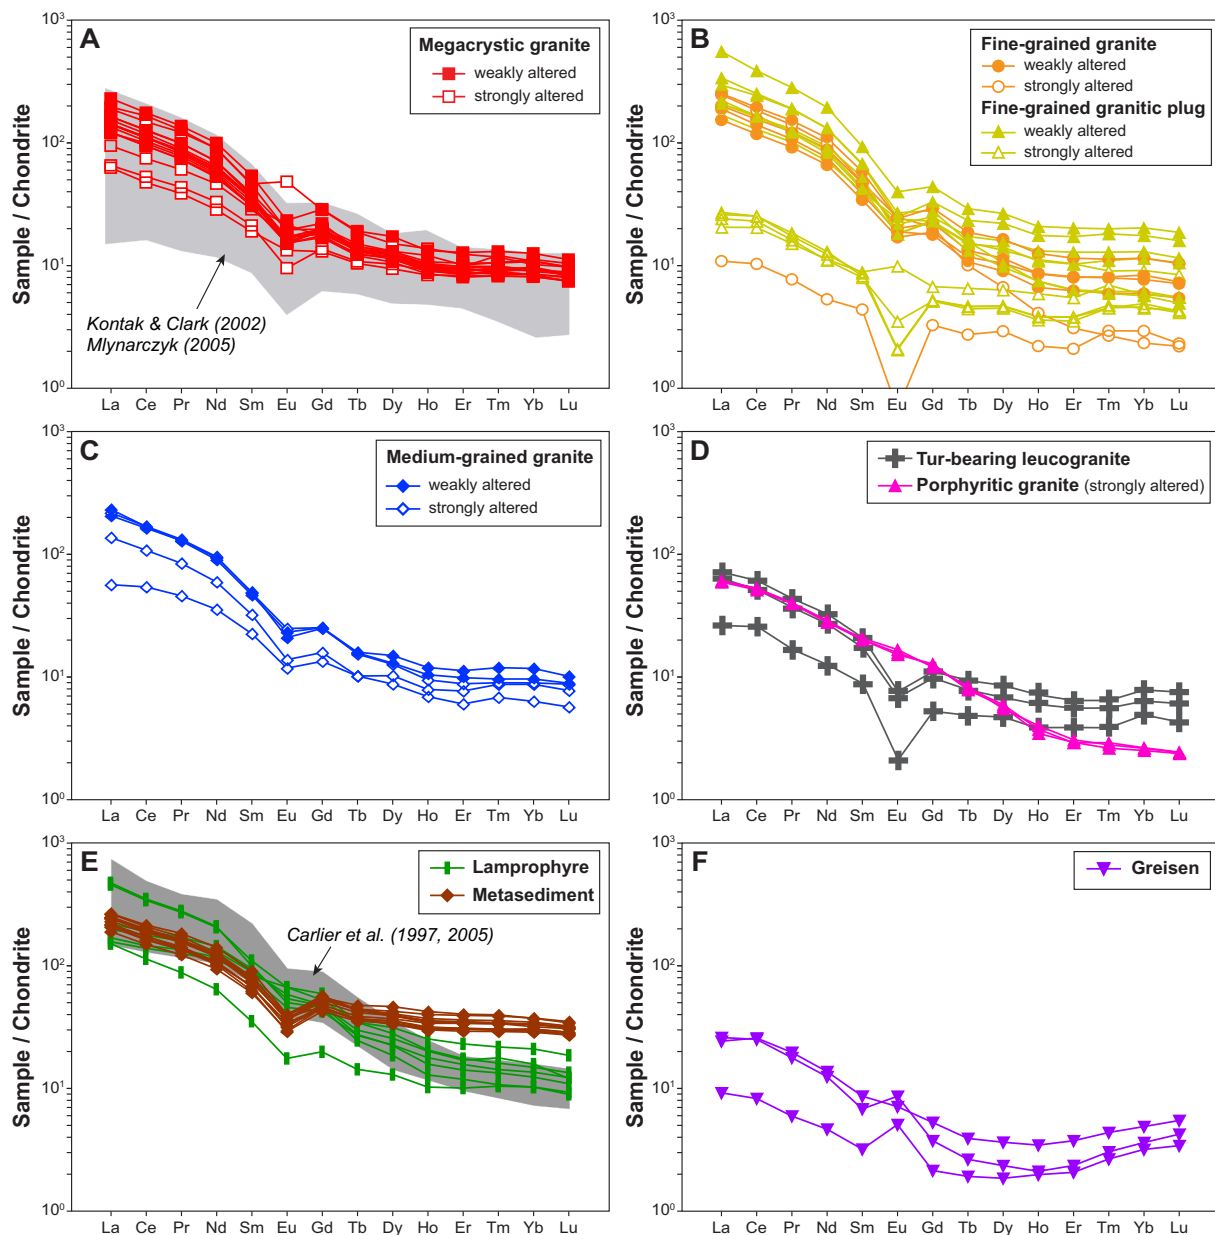 A
Megacrystic granite
weakly altered
strongly altered
Kontak & Clark (2002)
Mlynarczyk (2005)
Sample / Chondrite
10³
10²
10¹
10⁰
La Ce Pr Nd Sm Eu Gd Tb Dy Ho Er Tm Yb Lu
B
Fine-grained granite
weakly altered
strongly altered
Fine-grained granitic plug
weakly altered
strongly altered
Sample / Chondrite
10³
10²
10¹
10⁰
La Ce Pr Nd Sm Eu Gd Tb Dy Ho Er Tm Yb Lu
C
Medium-grained granite
weakly altered
strongly altered
Sample / Chondrite
10³
10²
10¹
10⁰
La Ce Pr Nd Sm Eu Gd Tb Dy Ho Er Tm Yb Lu
D
Tur-bearing leucogranite
Porphyritic granite (strongly altered)
Sample / Chondrite
10³
10²
10¹
10⁰
La Ce Pr Nd Sm Eu Gd Tb Dy Ho Er Tm Yb Lu
E
Lamprophyre
Metasediment
Carlier et al. (1997, 2005)
Sample / Chondrite
10³
10²
10¹
10⁰
La Ce Pr Nd Sm Eu Gd Tb Dy Ho Er Tm Yb Lu
F
Greisen
Sample / Chondrite
10³
10²
10¹
10⁰
La Ce Pr Nd Sm Eu Gd Tb Dy Ho Er Tm Yb Lu